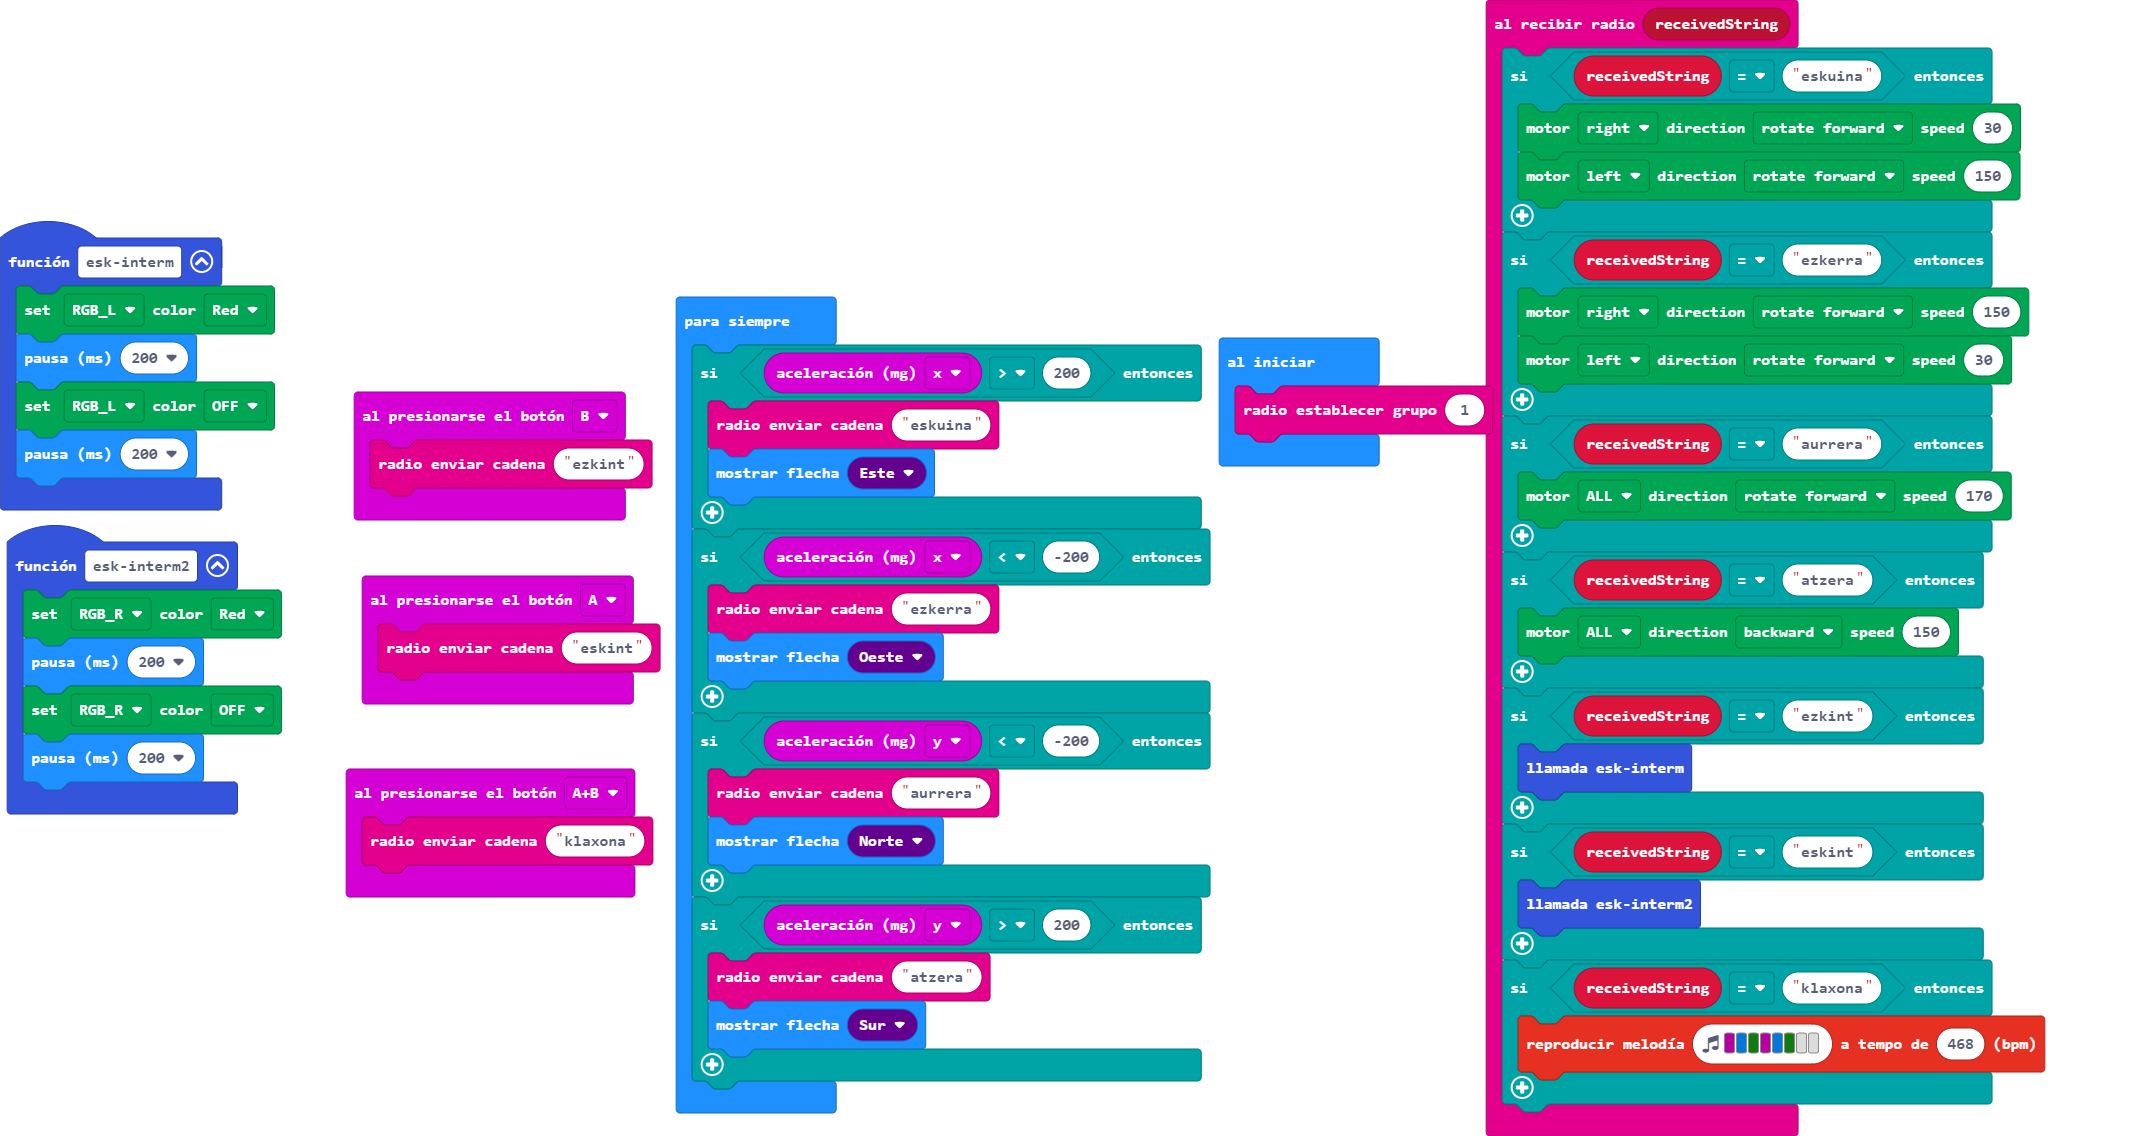 función esk-interm
set RGB_L color Red
pausa (ms) 200
set RGB_L color OFF
pausa (ms) 200
función esk-interm2
set RGB_R color Red
pausa (ms) 200
set RGB_R color OFF
pausa (ms) 200
al presionarse el botón B
radio enviar cadena "ezkint"
al presionarse el botón A
radio enviar cadena "eskint"
al presionarse el botón A+B
radio enviar cadena "klaxona"
para siempre
si aceleración (mg) x > 200 entonces
radio enviar cadena "eskuina"
mostrar flecha Este
si aceleración (mg) x < -200 entonces
radio enviar cadena "ezkerra"
mostrar flecha Oeste
si aceleración (mg) y < -200 entonces
radio enviar cadena "aurrera"
mostrar flecha Norte
si aceleración (mg) y > 200 entonces
radio enviar cadena "atzera"
mostrar flecha Sur
al iniciar
radio establecer grupo 1
al recibir radio receivedString
si receivedString = "eskuina" entonces
motor right direction rotate forward speed 30
motor left direction rotate forward speed 150
si receivedString = "ezkerra" entonces
motor right direction rotate forward speed 150
motor left direction rotate forward speed 30
si receivedString = "aurrera" entonces
motor ALL direction rotate forward speed 170
si receivedString = "atzera" entonces
motor ALL direction backward speed 150
si receivedString = "ezkint" entonces
llamada esk-interm
si receivedString = "eskint" entonces
llamada esk-interm2
si receivedString = "klaxona" entonces
reproducir melodía a tempo de 468 (bpm)